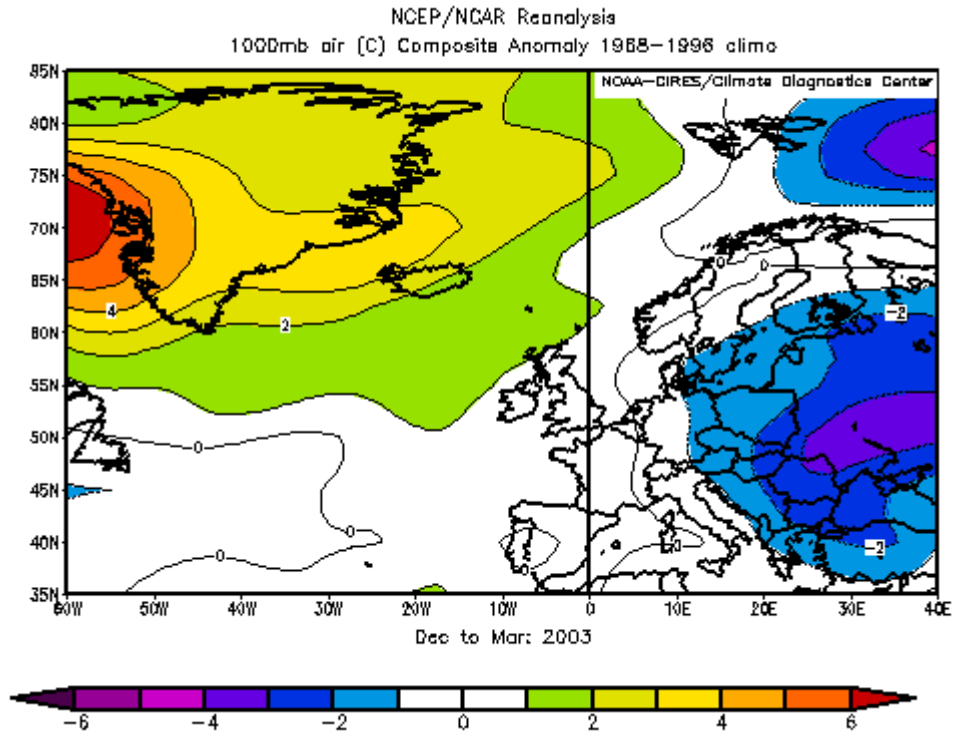 NCEP/NCAR Reanalysis
1000mb air (C) Composite Anomaly 1968-1996 clima
NOAA-CIRES/Climate Diagnostics Center
85N
80N
75N
70N
65N
60N
55N
50N
45N
40N
35N
4
2
0
0
0
0
0
0
0
-2
-2
60W 50W 40W 30W 20W 10W 0 10E 20E 30E 40E
Dec to Mar: 2003
-6 -4 -2 0 2 4 6